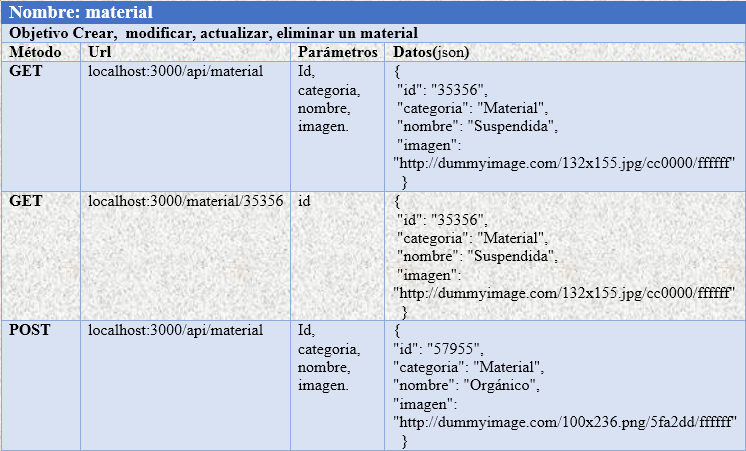 Nombre: material
Objetivo Crear,  modificar, actualizar, eliminar un material
Método Url Parámetros Datos(json)
GET localhost:3000/api/material Id, {
categoria, "id": "35356",
nombre, "categoria": "Material",
imagen. "nombre": "Suspendida",
"imagen":
"http://dummyimage.com/132x155.jpg/cc0000/ffffff"
}
GET localhost:3000/material/35356 id {
"id": "35356",
"categoria": "Material",
"nombre": "Suspendida",
"imagen":
"http://dummyimage.com/132x155.jpg/cc0000/ffffff"
}
POST localhost:3000/api/material Id, {
categoria, "id": "57955",
nombre, "categoria": "Material",
imagen. "nombre": "Orgánico",
"imagen":
"http://dummyimage.com/100x236.png/5fa2dd/ffffff"
}